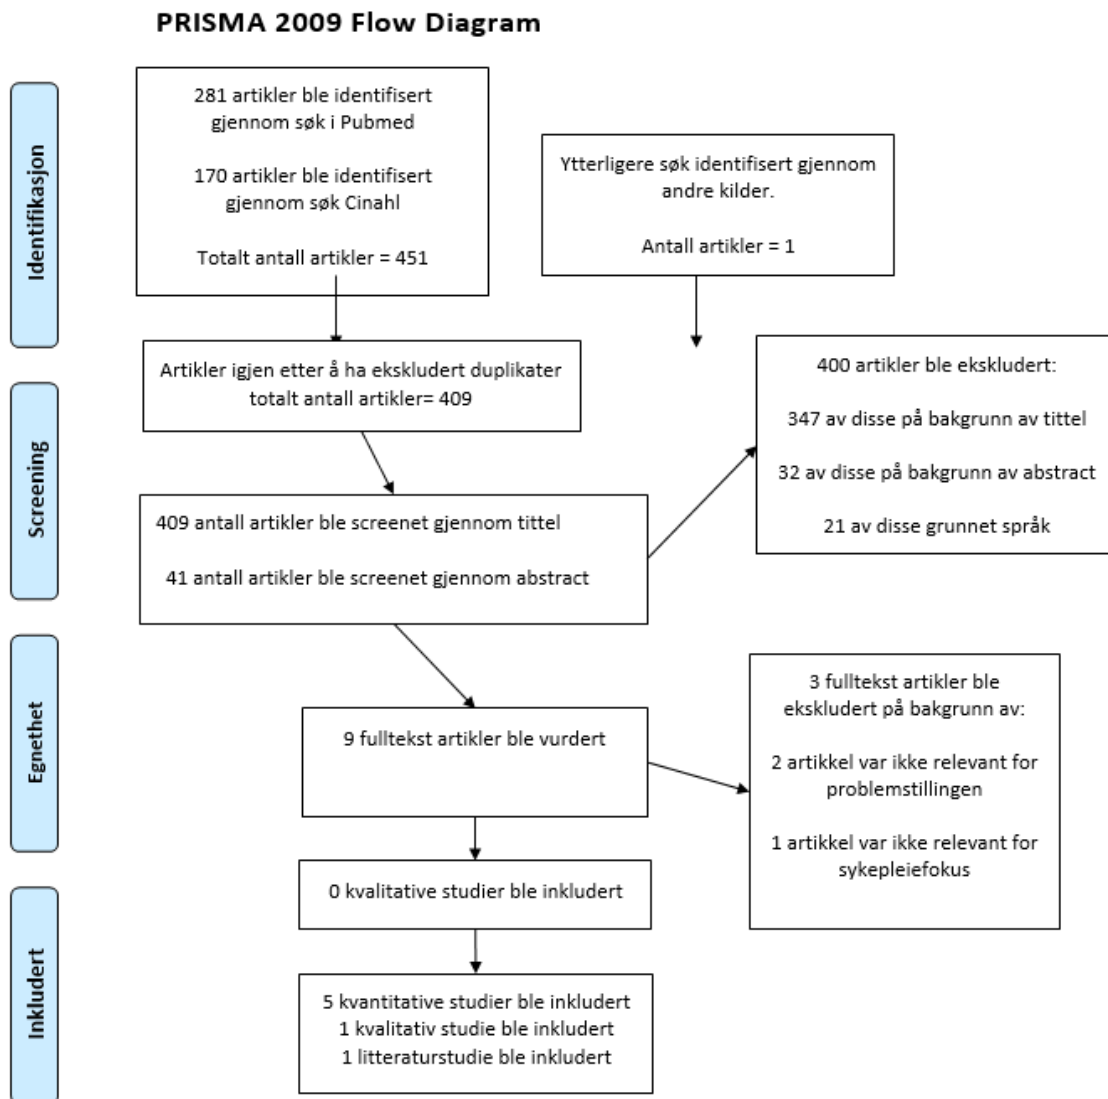 PRISMA 2009 Flow Diagram
Identifikasjon
281 artikler ble identifisert
gjennom søk i Pubmed
170 artikler ble identifisert
gjennom søk Cinahl
Totalt antall artikler = 451
Ytterligere søk identifisert gjennom
andre kilder.
Antall artikler = 1
Screening
Artikler igjen etter å ha ekskludert duplikater
totalt antall artikler= 409
400 artikler ble ekskludert:
347 av disse på bakgrunn av tittel
32 av disse på bakgrunn av abstract
21 av disse grunnet språk
409 antall artikler ble screenet gjennom tittel
41 antall artikler ble screenet gjennom abstract
Egnethet
9 fulltekst artikler ble vurdert
3 fulltekst artikler ble
ekskludert på bakgrunn av:
2 artikkel var ikke relevant for
problemstillingen
1 artikkel var ikke relevant for
sykepleiefokus
0 kvalitative studier ble inkludert
Inkludert
5 kvantitative studier ble inkludert
1 kvalitativ studie ble inkludert
1 litteraturstudie ble inkludert